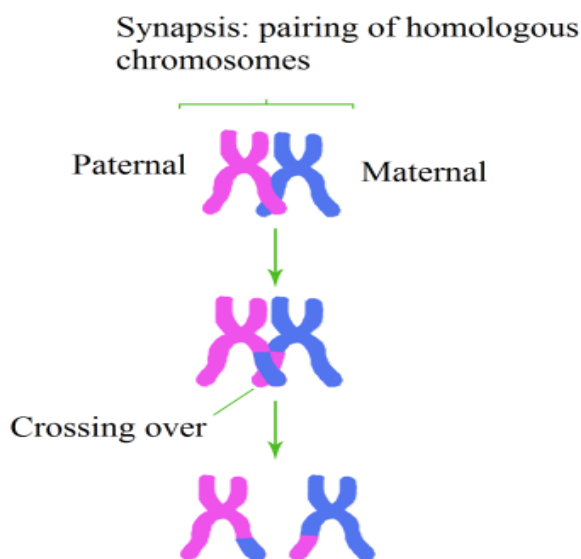 Synapsis: pairing of homologous
chromosomes
Paternal
Maternal
Crossing over